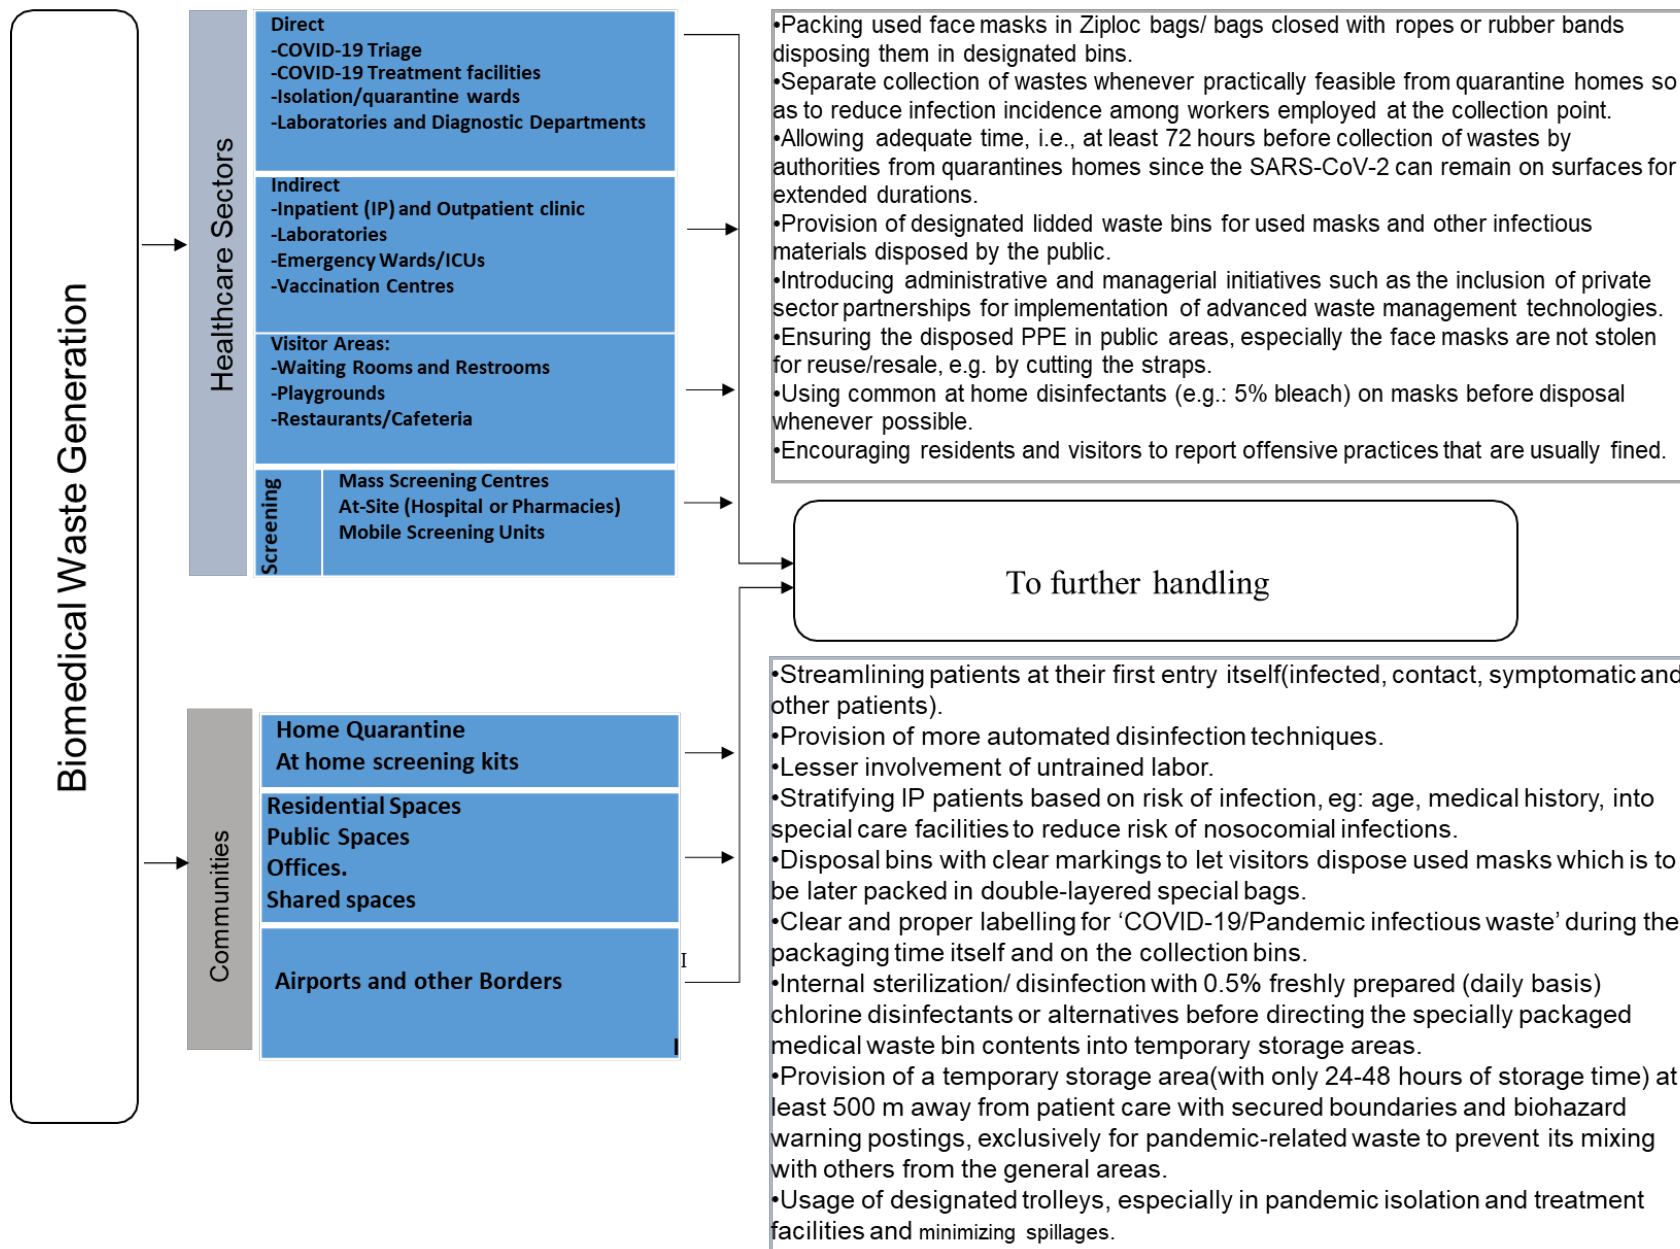 Biomedical Waste Generation
Healthcare Sectors
Direct
-COVID-19 Triage
-COVID-19 Treatment facilities
-Isolation/quarantine wards
-Laboratories and Diagnostic Departments
Indirect
-Inpatient (IP) and Outpatient clinic
-Laboratories
-Emergency Wards/ICUs
-Vaccination Centres
Visitor Areas:
-Waiting Rooms and Restrooms
-Playgrounds
-Restaurants/Cafeteria
Screening
Mass Screening Centres
At-Site (Hospital or Pharmacies)
Mobile Screening Units
Communities
Home Quarantine
At home screening kits
Residential Spaces
Public Spaces
Offices.
Shared spaces
Airports and other Borders
•Packing used face masks in Ziploc bags/ bags closed with ropes or rubber bands
disposing them in designated bins.
•Separate collection of wastes whenever practically feasible from quarantine homes so
as to reduce infection incidence among workers employed at the collection point.
•Allowing adequate time, i.e., at least 72 hours before collection of wastes by
authorities from quarantines homes since the SARS-CoV-2 can remain on surfaces for
extended durations.
•Provision of designated lidded waste bins for used masks and other infectious
materials disposed by the public.
•Introducing administrative and managerial initiatives such as the inclusion of private
sector partnerships for implementation of advanced waste management technologies.
•Ensuring the disposed PPE in public areas, especially the face masks are not stolen
for reuse/resale, e.g. by cutting the straps.
•Using common at home disinfectants (e.g.: 5% bleach) on masks before disposal
whenever possible.
•Encouraging residents and visitors to report offensive practices that are usually fined.
To further handling
•Streamlining patients at their first entry itself(infected, contact, symptomatic and
other patients).
•Provision of more automated disinfection techniques.
•Lesser involvement of untrained labor.
•Stratifying IP patients based on risk of infection, eg: age, medical history, into
special care facilities to reduce risk of nosocomial infections.
•Disposal bins with clear markings to let visitors dispose used masks which is to
be later packed in double-layered special bags.
•Clear and proper labelling for ‘COVID-19/Pandemic infectious waste’ during the
packaging time itself and on the collection bins.
•Internal sterilization/ disinfection with 0.5% freshly prepared (daily basis)
chlorine disinfectants or alternatives before directing the specially packaged
medical waste bin contents into temporary storage areas.
•Provision of a temporary storage area(with only 24-48 hours of storage time) at
least 500 m away from patient care with secured boundaries and biohazard
warning postings, exclusively for pandemic-related waste to prevent its mixing
with others from the general areas.
•Usage of designated trolleys, especially in pandemic isolation and treatment
facilities and minimizing spillages.